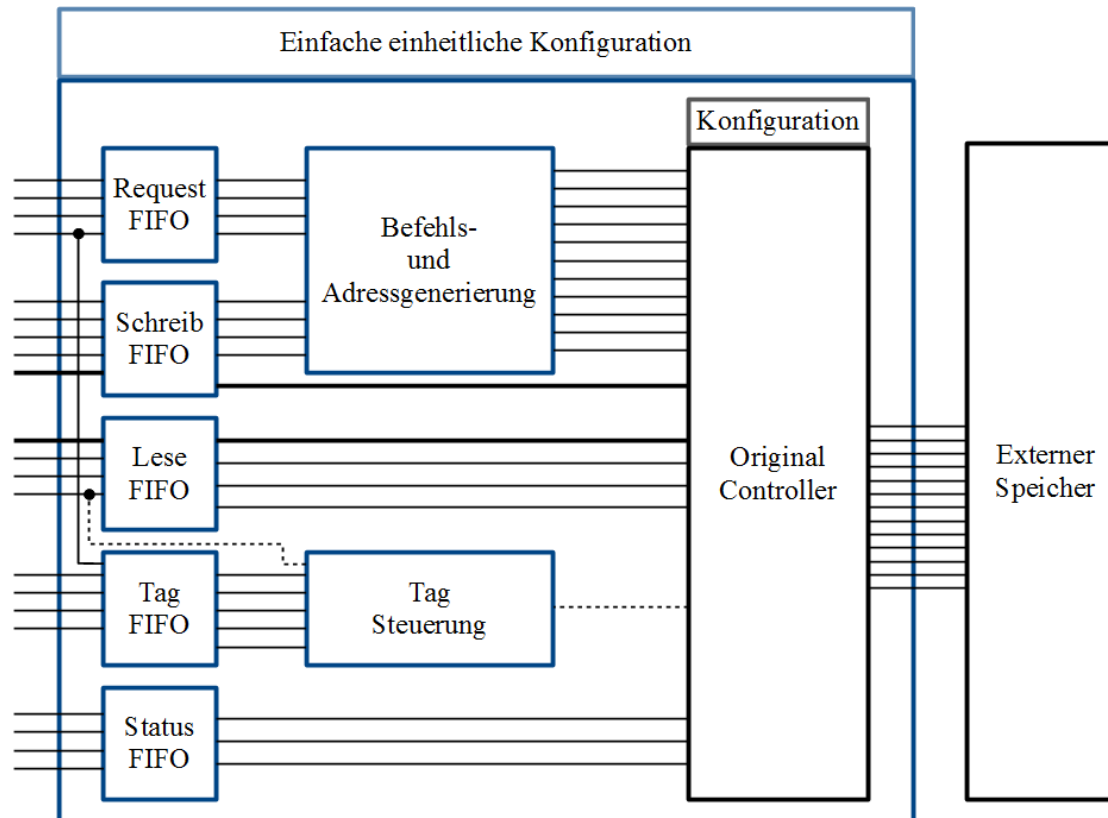 Einfache einheitliche Konfiguration
Konfiguration
Request
FIFO
Befehls-
und
Adressgenerierung
Schreib
FIFO
Lese
FIFO
Original
Controller
Externer
Speicher
Tag
FIFO
Tag
Steuerung
Status
FIFO